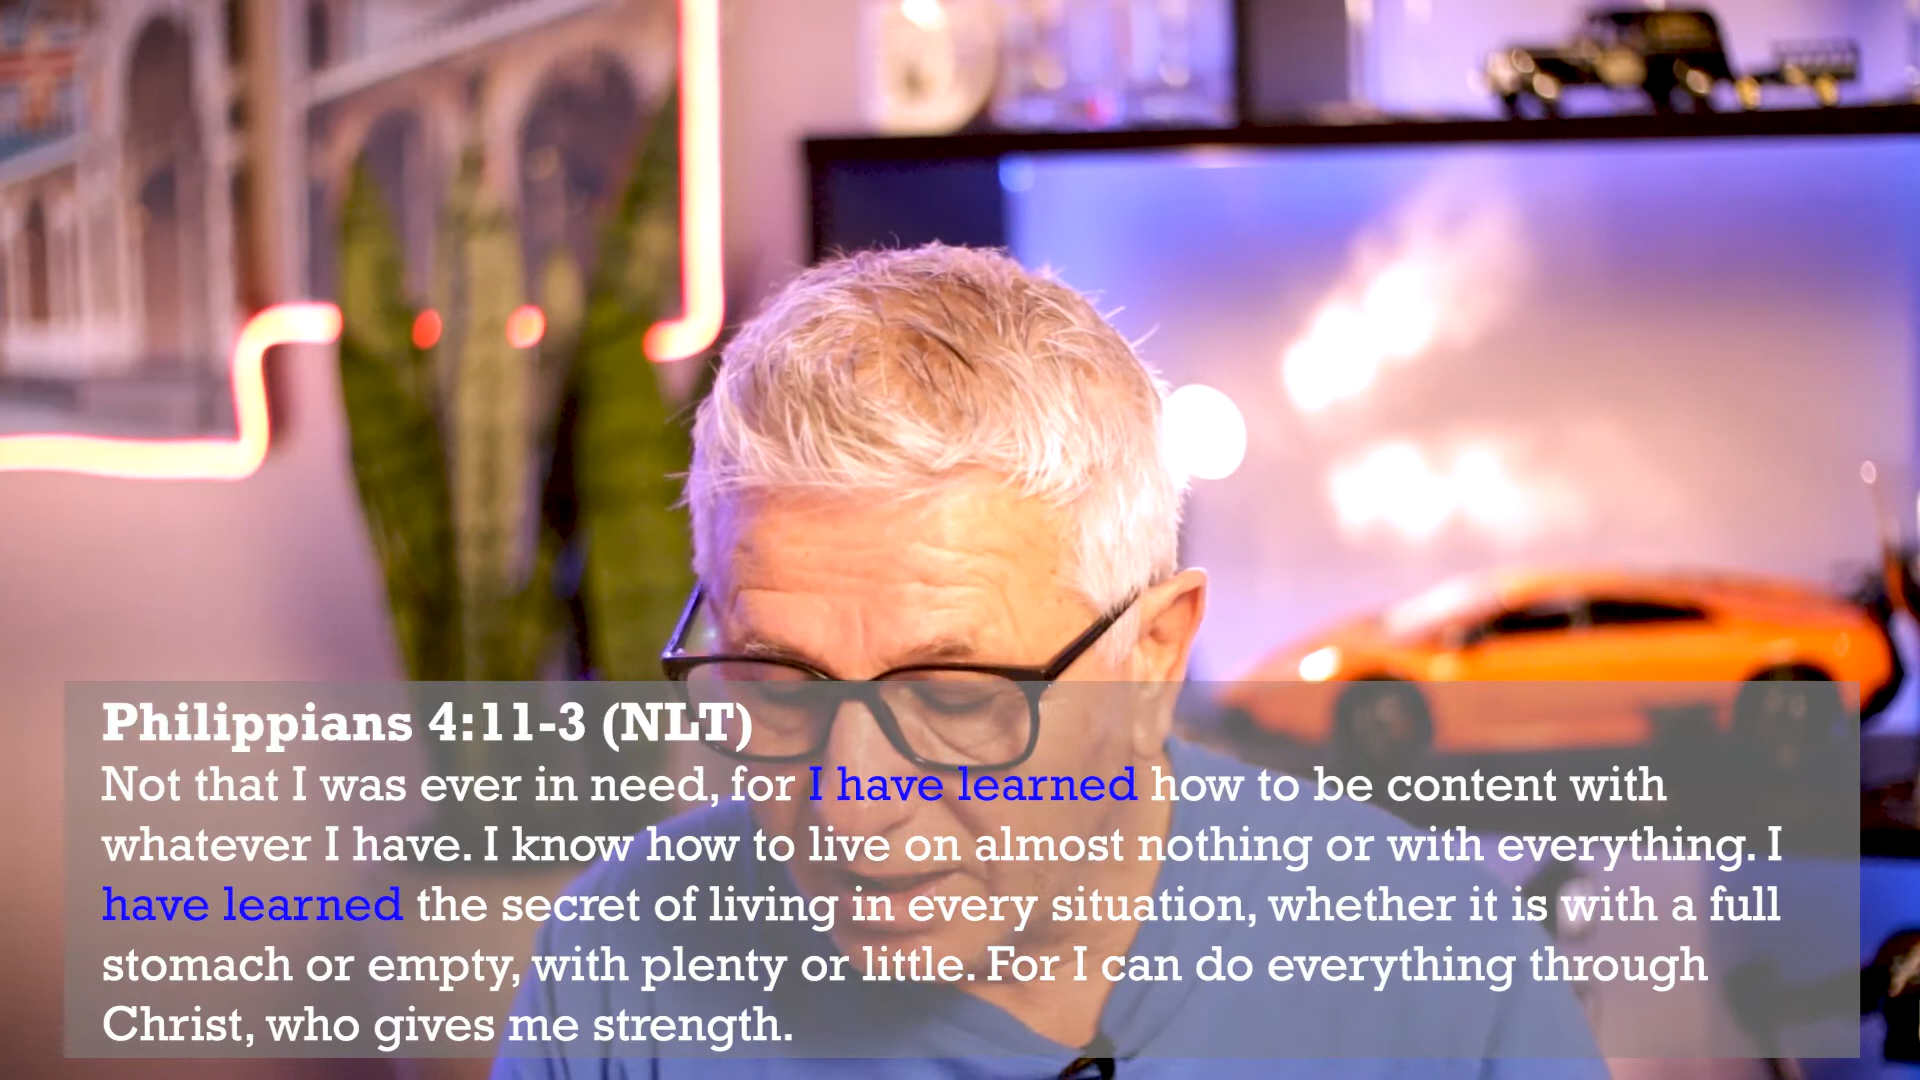 Philippians 4:11-3 (NLT)
Not that I was ever in need, for I have learned how to be content with
whatever I have. I know how to live on almost nothing or with everything. I
have learned the secret of living in every situation, whether it is with a full
stomach or empty, with plenty or little. For I can do everything through
Christ, who gives me strength.